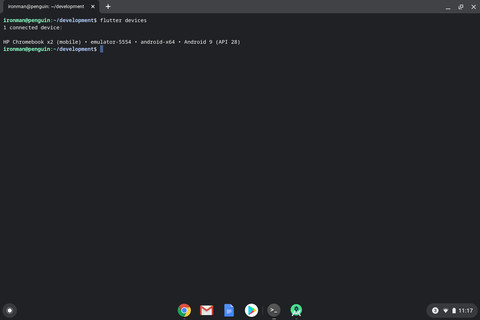 ironman@penguin: ~/development
ironman@penguin:~/development$ flutter devices
1 connected device:
HP Chromebook x2 (mobile) • emulator-5554 • android-x64 • Android 9 (API 28)
ironman@penguin:~/development$
11:17